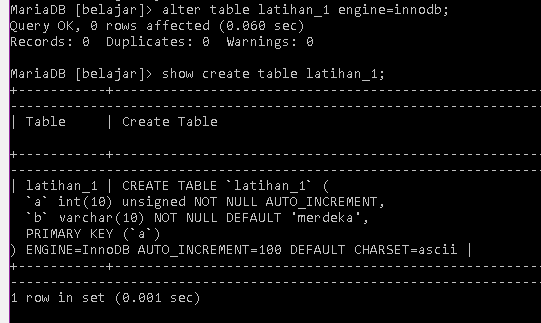 MariaDB [belajar]> alter table latihan_1 engine=innodb;
Query OK, 0 rows affected (0.060 sec)
Records: 0  Duplicates: 0  Warnings: 0

MariaDB [belajar]> show create table latihan_1;
+-----------+-----------------------------------------------------
-------------------------------------------------------------------
| Table     | Create Table

+-----------+-----------------------------------------------------
-------------------------------------------------------------------
| latihan_1 | CREATE TABLE `latihan_1` (
  `a` int(10) unsigned NOT NULL AUTO_INCREMENT,
  `b` varchar(10) NOT NULL DEFAULT 'merdeka',
  PRIMARY KEY (`a`)
) ENGINE=InnoDB AUTO_INCREMENT=100 DEFAULT CHARSET=ascii |
+-----------+-----------------------------------------------------
-------------------------------------------------------------------
1 row in set (0.001 sec)